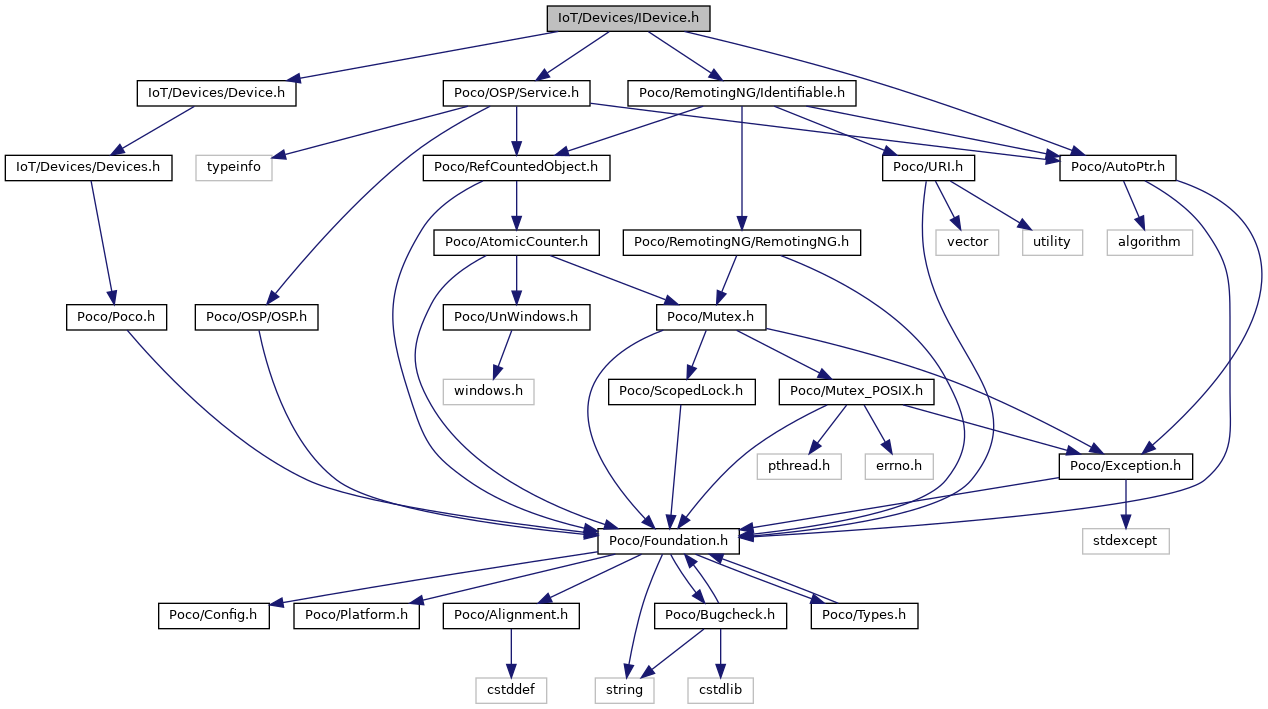 IoT/Devices/IDevice.h
IoT/Devices/Device.h
Poco/OSP/Service.h
Poco/RemotingNG/Identifiable.h
IoT/Devices/Devices.h
typeinfo
Poco/RefCountedObject.h
Poco/URI.h
Poco/AutoPtr.h
Poco/AtomicCounter.h
Poco/RemotingNG/RemotingNG.h
vector
utility
algorithm
Poco/Poco.h
Poco/OSP/OSP.h
Poco/UnWindows.h
Poco/Mutex.h
windows.h
Poco/ScopedLock.h
Poco/Mutex_POSIX.h
pthread.h
errno.h
Poco/Exception.h
Poco/Foundation.h
stdexcept
Poco/Config.h
Poco/Platform.h
Poco/Alignment.h
Poco/Bugcheck.h
Poco/Types.h
cstddef
string
cstdlib